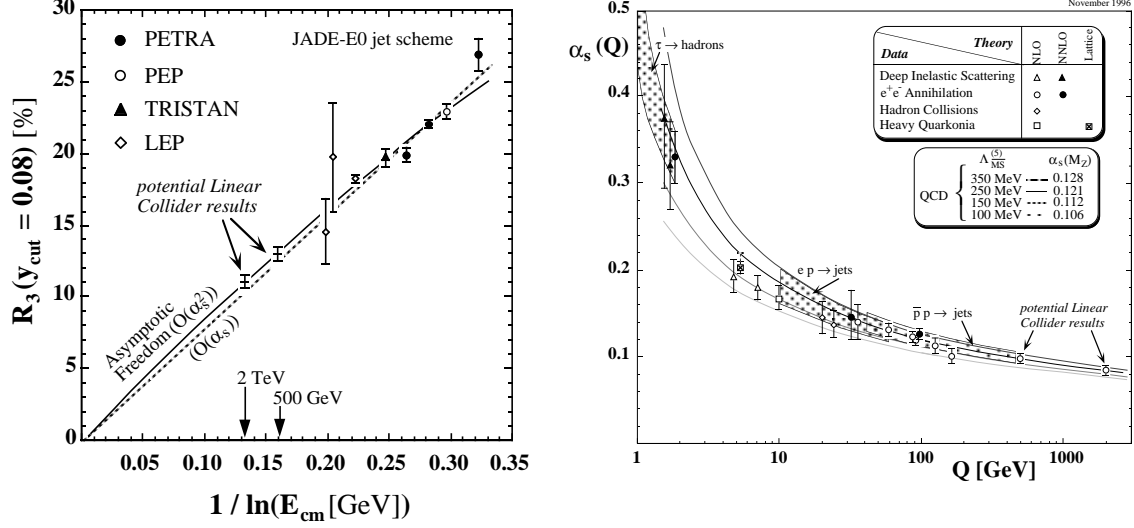 30
25
20
15
10
5
0
R3 (ycut = 0.08) [%]
PETRA
PEP
TRISTAN
LEP
JADE-E0 jet scheme
potential Linear
Collider results
Asymptotic
Freedom (O(αs²))
(O(αs))
2 TeV
500 GeV
0.05
0.10
0.15
0.20
0.25
0.30
0.35
1 / ln(Ecm [GeV])
November 1996
0.5
0.4
0.3
0.2
0.1
αs (Q)
τ → hadrons
Theory
Data
NLO
NNLO
Lattice
Deep Inelastic Scattering
e+e- Annihilation
Hadron Collisions
Heavy Quarkonia
QCD
Λ(5)MS
αs(MZ)
350 MeV
0.128
250 MeV
0.121
150 MeV
0.112
100 MeV
0.106
e p → jets
p̅ p → jets
potential Linear
Collider results
1
10
100
1000
Q [GeV]